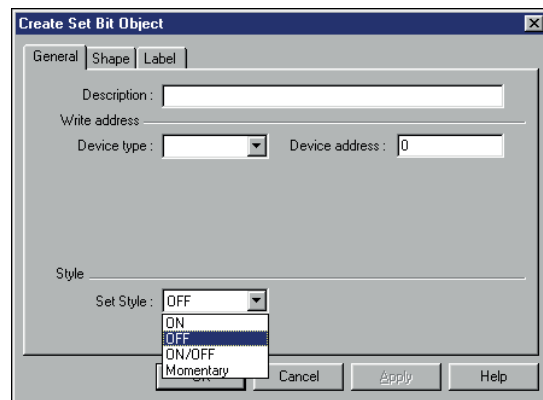 Create Set Bit Object
General Shape Label
Description :
Write address
Device type : Device address : 0
Style
Set Style : OFF
ON
OFF
ON/OFF
Momentary
Cancel Apply Help